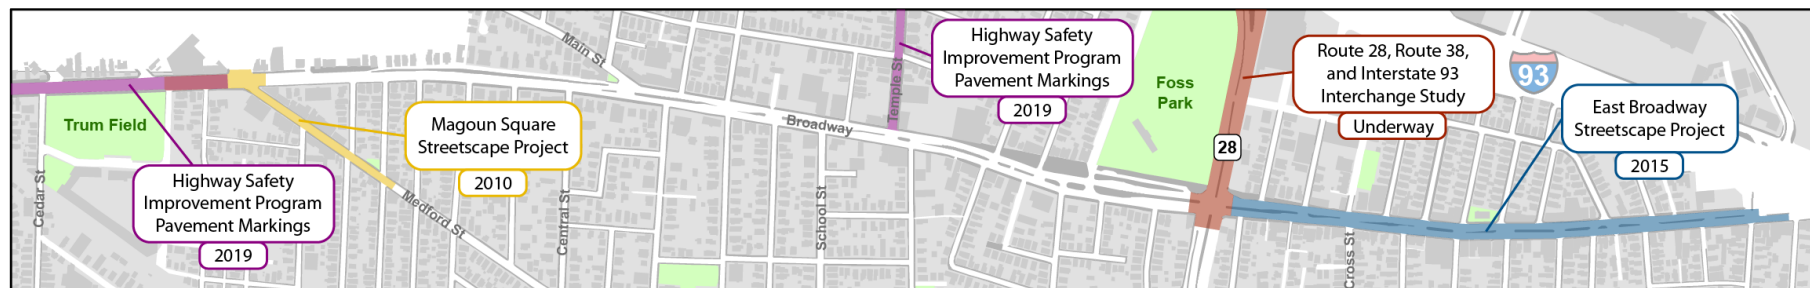 Trum Field
Cedar St
Highway Safety
Improvement Program
Pavement Markings
2019
Magoun Square
Streetscape Project
2010
Medford St
Main St
Central St
Broadway
School St
Temple St
Highway Safety
Improvement Program
Pavement Markings
2019
Foss
Park
28
Route 28, Route 38,
and Interstate 93
Interchange Study
Underway
93
Cross St
East Broadway
Streetscape Project
2015